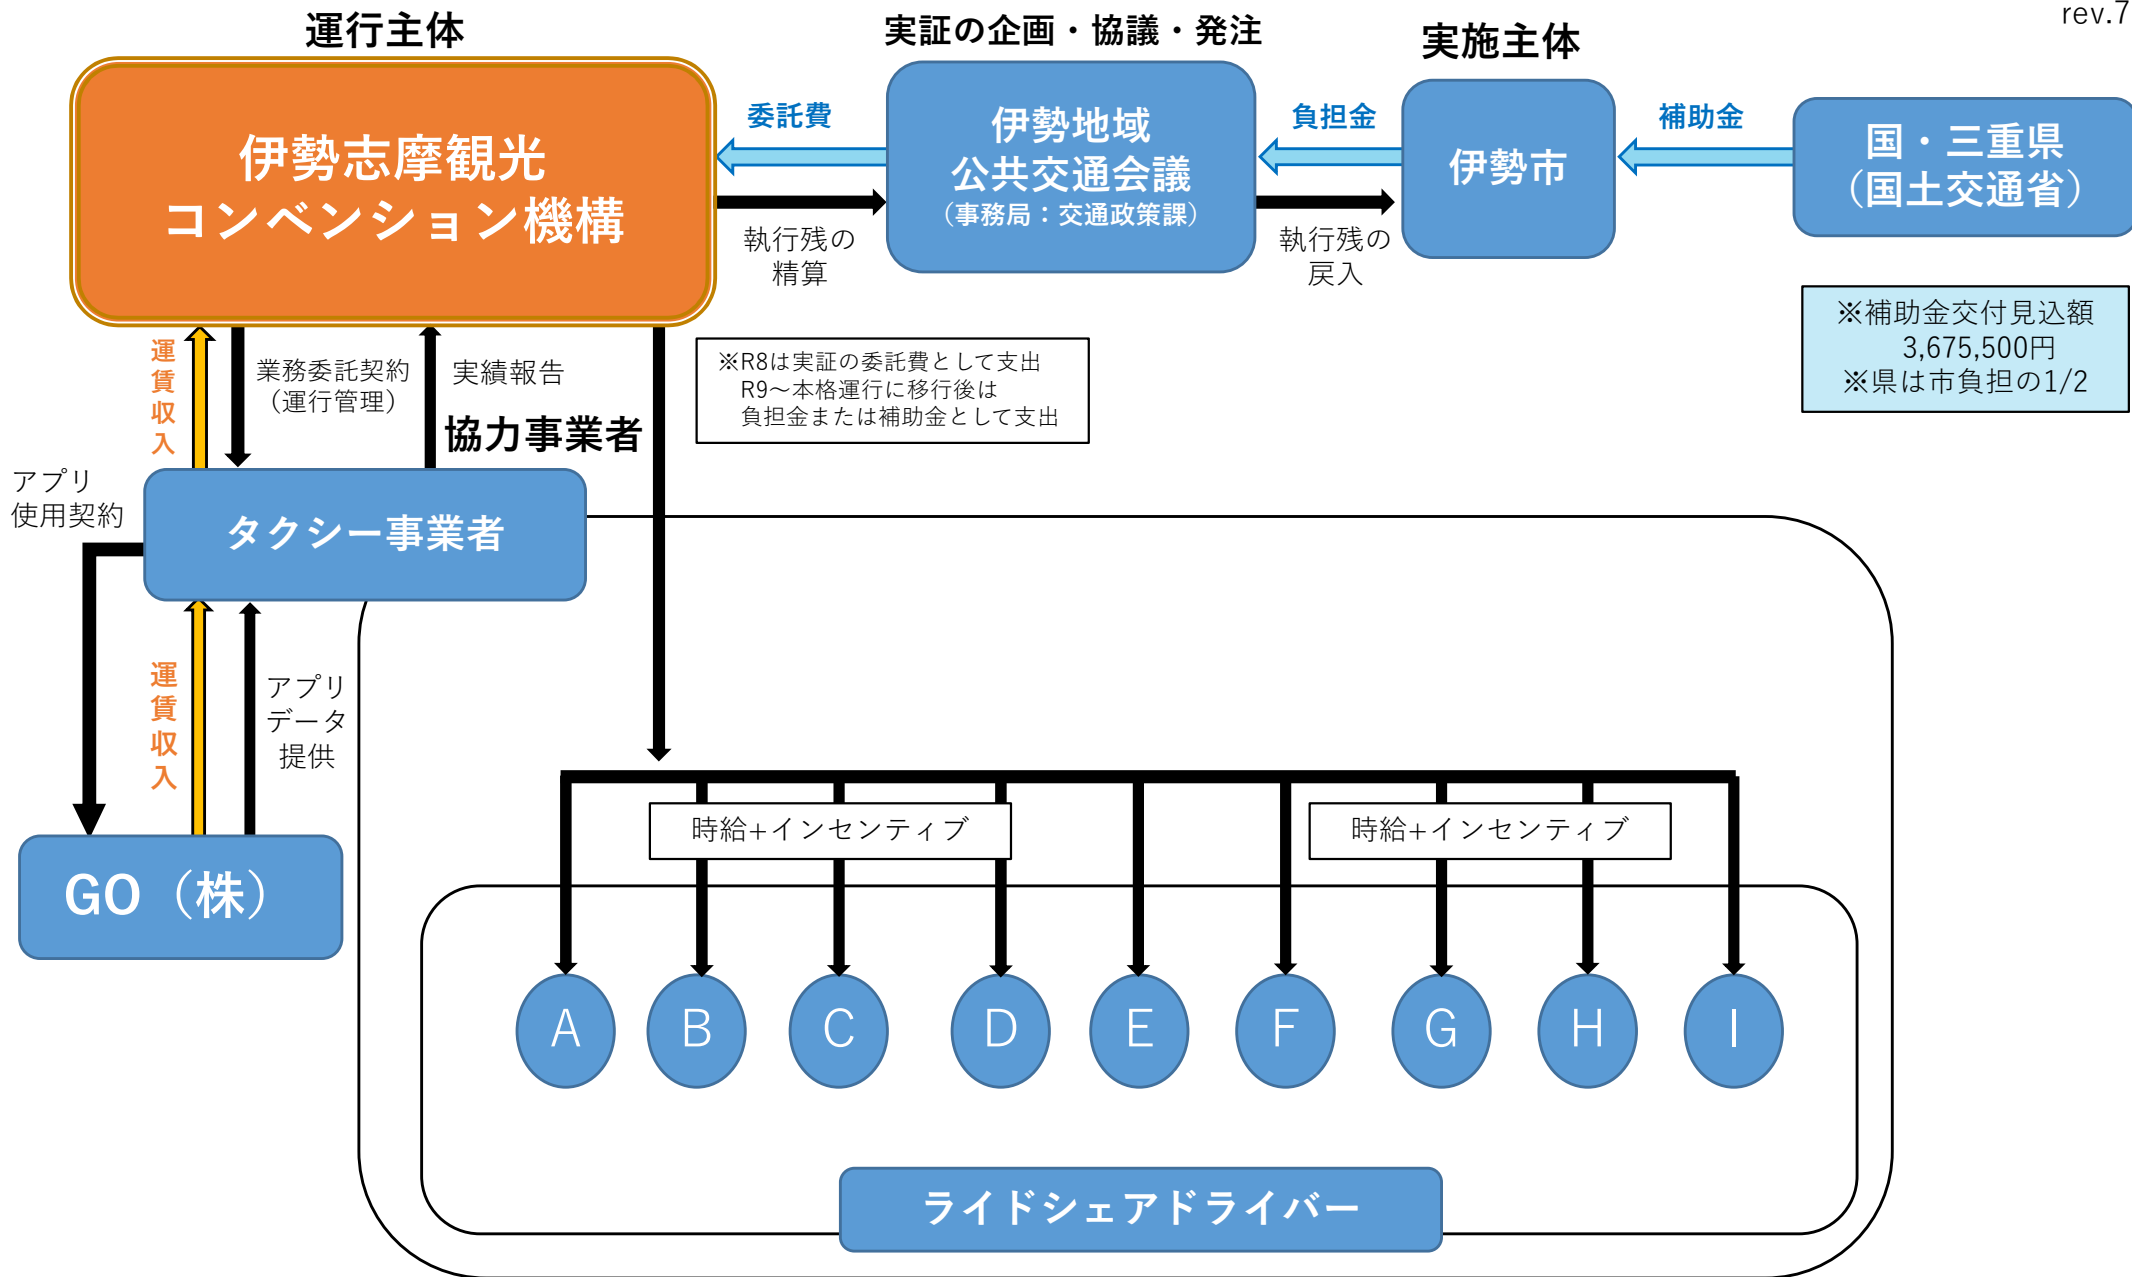 rev.7
運行主体
実証の企画・協議・発注
実施主体
伊勢志摩観光
コンベンション機構
委託費
伊勢地域
公共交通会議
（事務局：交通政策課）
負担金
伊勢市
補助金
国・三重県
（国土交通省）
執行残の
精算
執行残の
戻入
※補助金交付見込額
3,675,500円
※県は市負担の1/2
運賃収入
業務委託契約
（運行管理）
実績報告
※R8は実証の委託費として支出
R9～本格運行に移行後は
負担金または補助金として支出
協力事業者
アプリ
使用契約
タクシー事業者
運賃収入
アプリ
データ
提供
時給+インセンティブ
時給+インセンティブ
GO（株）
A B C D E F G H I
ライドシェアドライバー